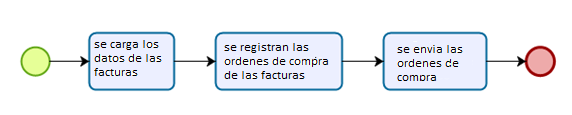 se carga los
datos de las
facturas
se registran las
ordenes de compra
de las facturas
se envia las
ordenes de
compra